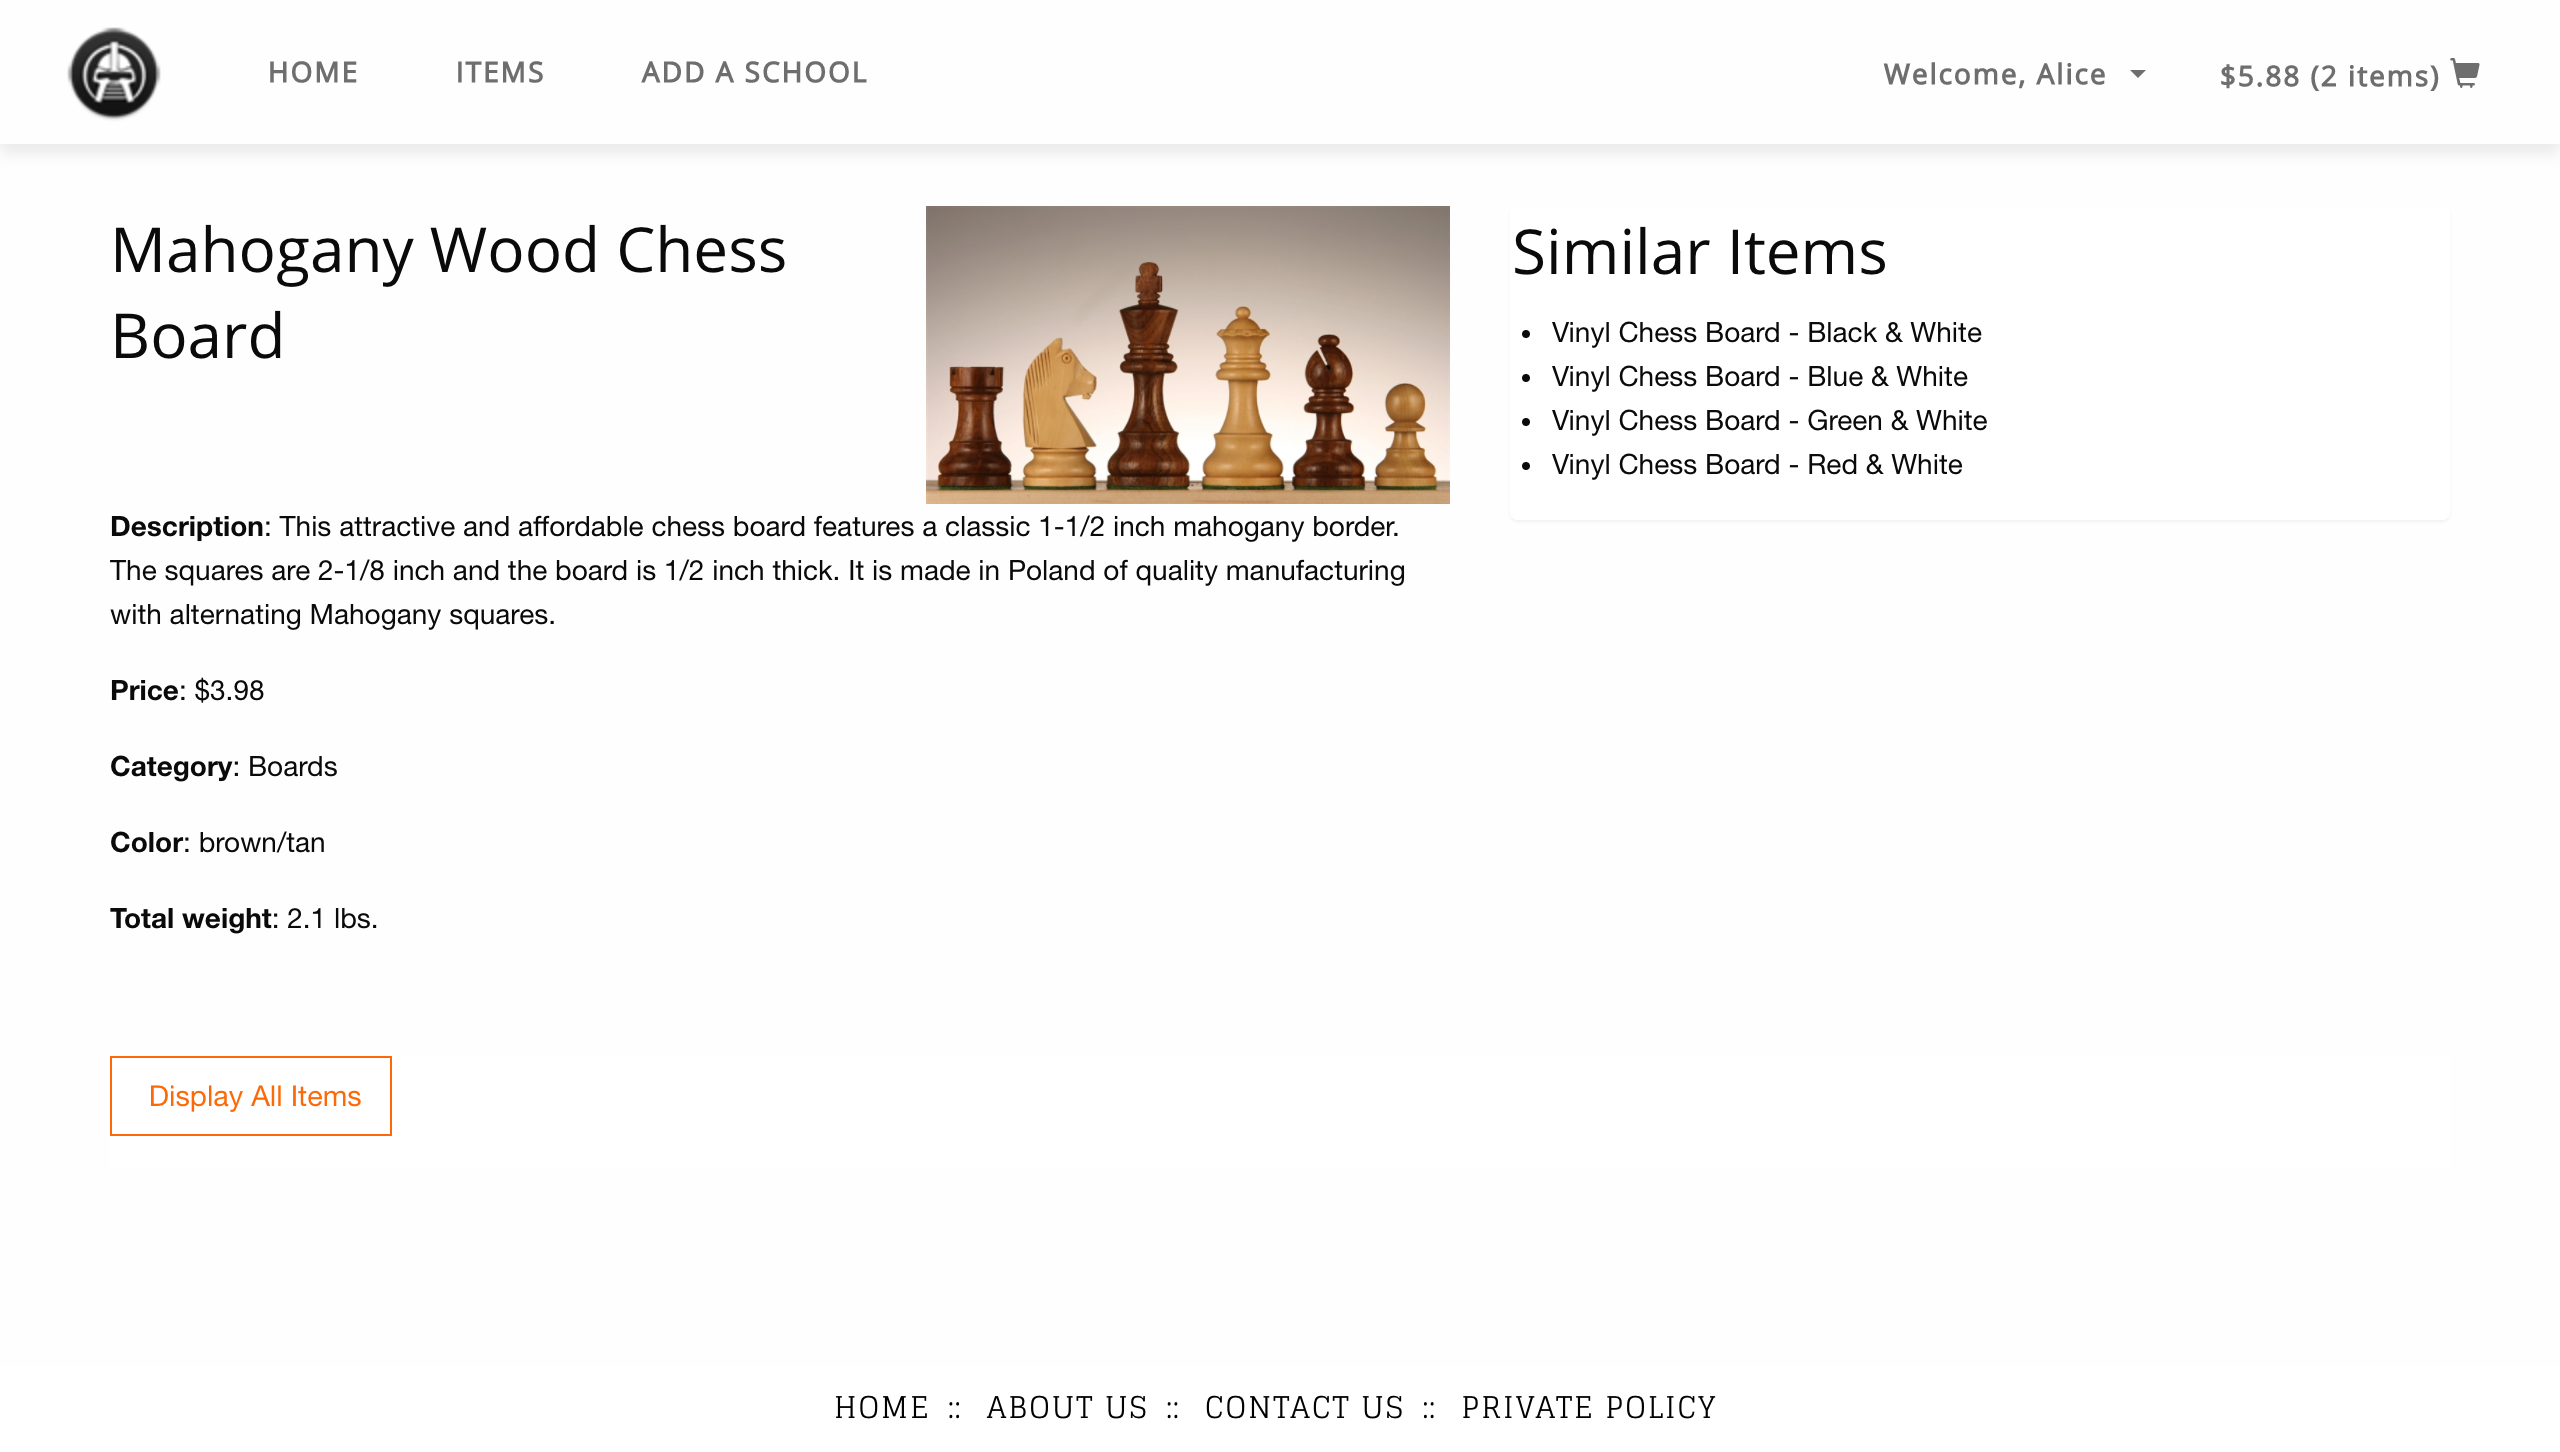 HOME
ITEMS
ADD A SCHOOL
Welcome, Alice
$5.88 (2 items)
Mahogany Wood Chess
Board
Description: This attractive and affordable chess board features a classic 1-1/2 inch mahogany border.
The squares are 2-1/8 inch and the board is 1/2 inch thick. It is made in Poland of quality manufacturing
with alternating Mahogany squares.
Price: $3.98
Category: Boards
Color: brown/tan
Total weight: 2.1 lbs.
Display All Items
Similar Items
• Vinyl Chess Board - Black & White
• Vinyl Chess Board - Blue & White
• Vinyl Chess Board - Green & White
• Vinyl Chess Board - Red & White
HOME :: ABOUT US :: CONTACT US :: PRIVATE POLICY